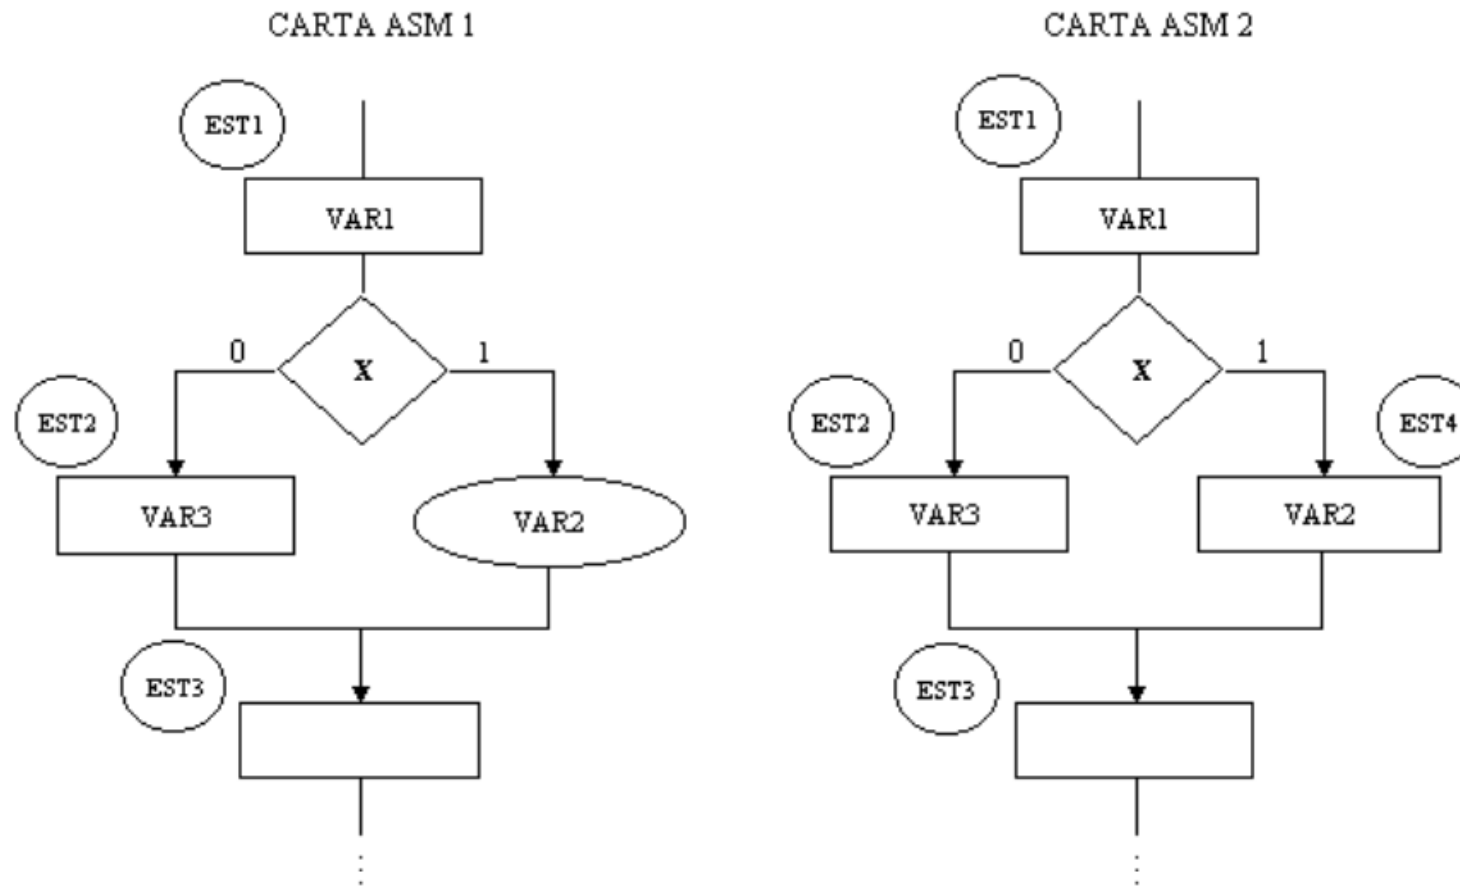 CARTA ASM 1
EST1
VAR1
0
1
X
EST2
VAR3
VAR2
EST3
CARTA ASM 2
EST1
VAR1
0
1
X
EST2
EST4
VAR3
VAR2
EST3